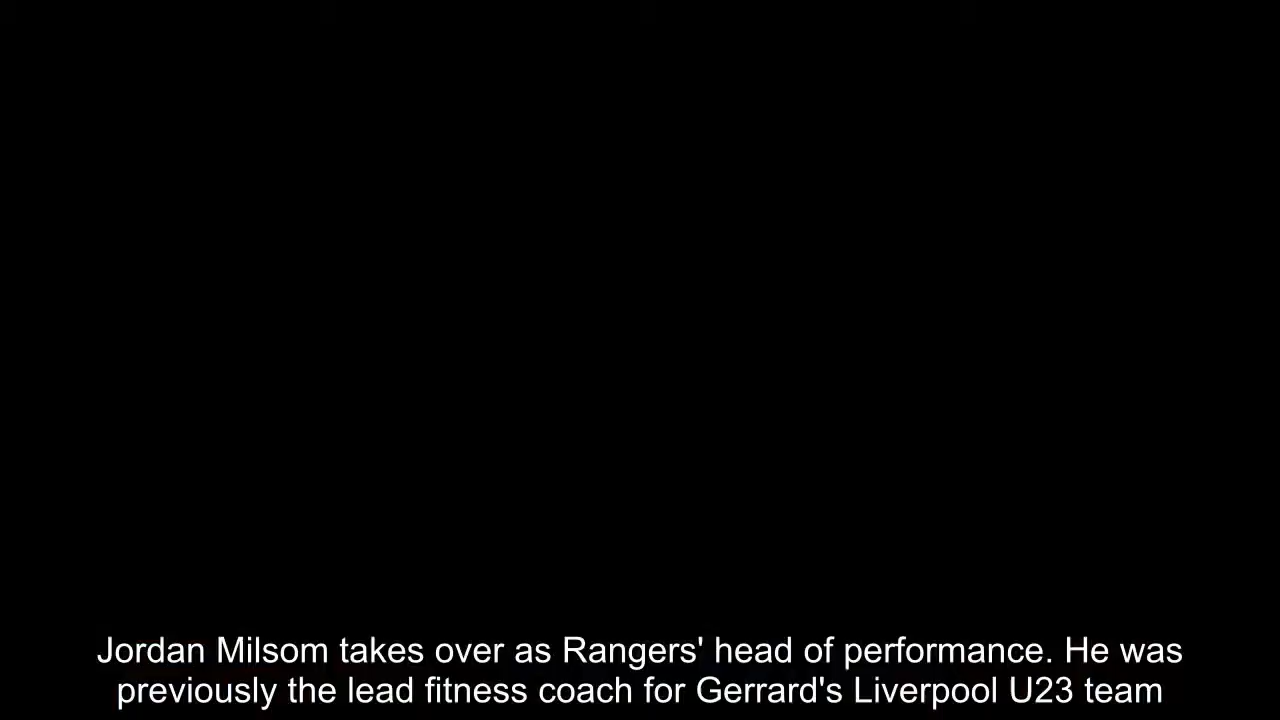 Jordan Milsom takes over as Rangers' head of performance. He was
previously the lead fitness coach for Gerrard's Liverpool U23 team